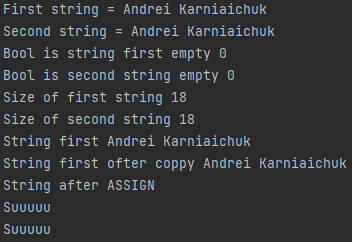 First string = Andrei Karniaichuk
Second string = Andrei Karniaichuk
Bool is string first empty 0
Bool is second string empty 0
Size of first string 18
Size of second string 18
String first Andrei Karniaichuk
String first ofter coppy Andrei Karniaichuk
String after ASSIGN
Suuuuu
Suuuuu